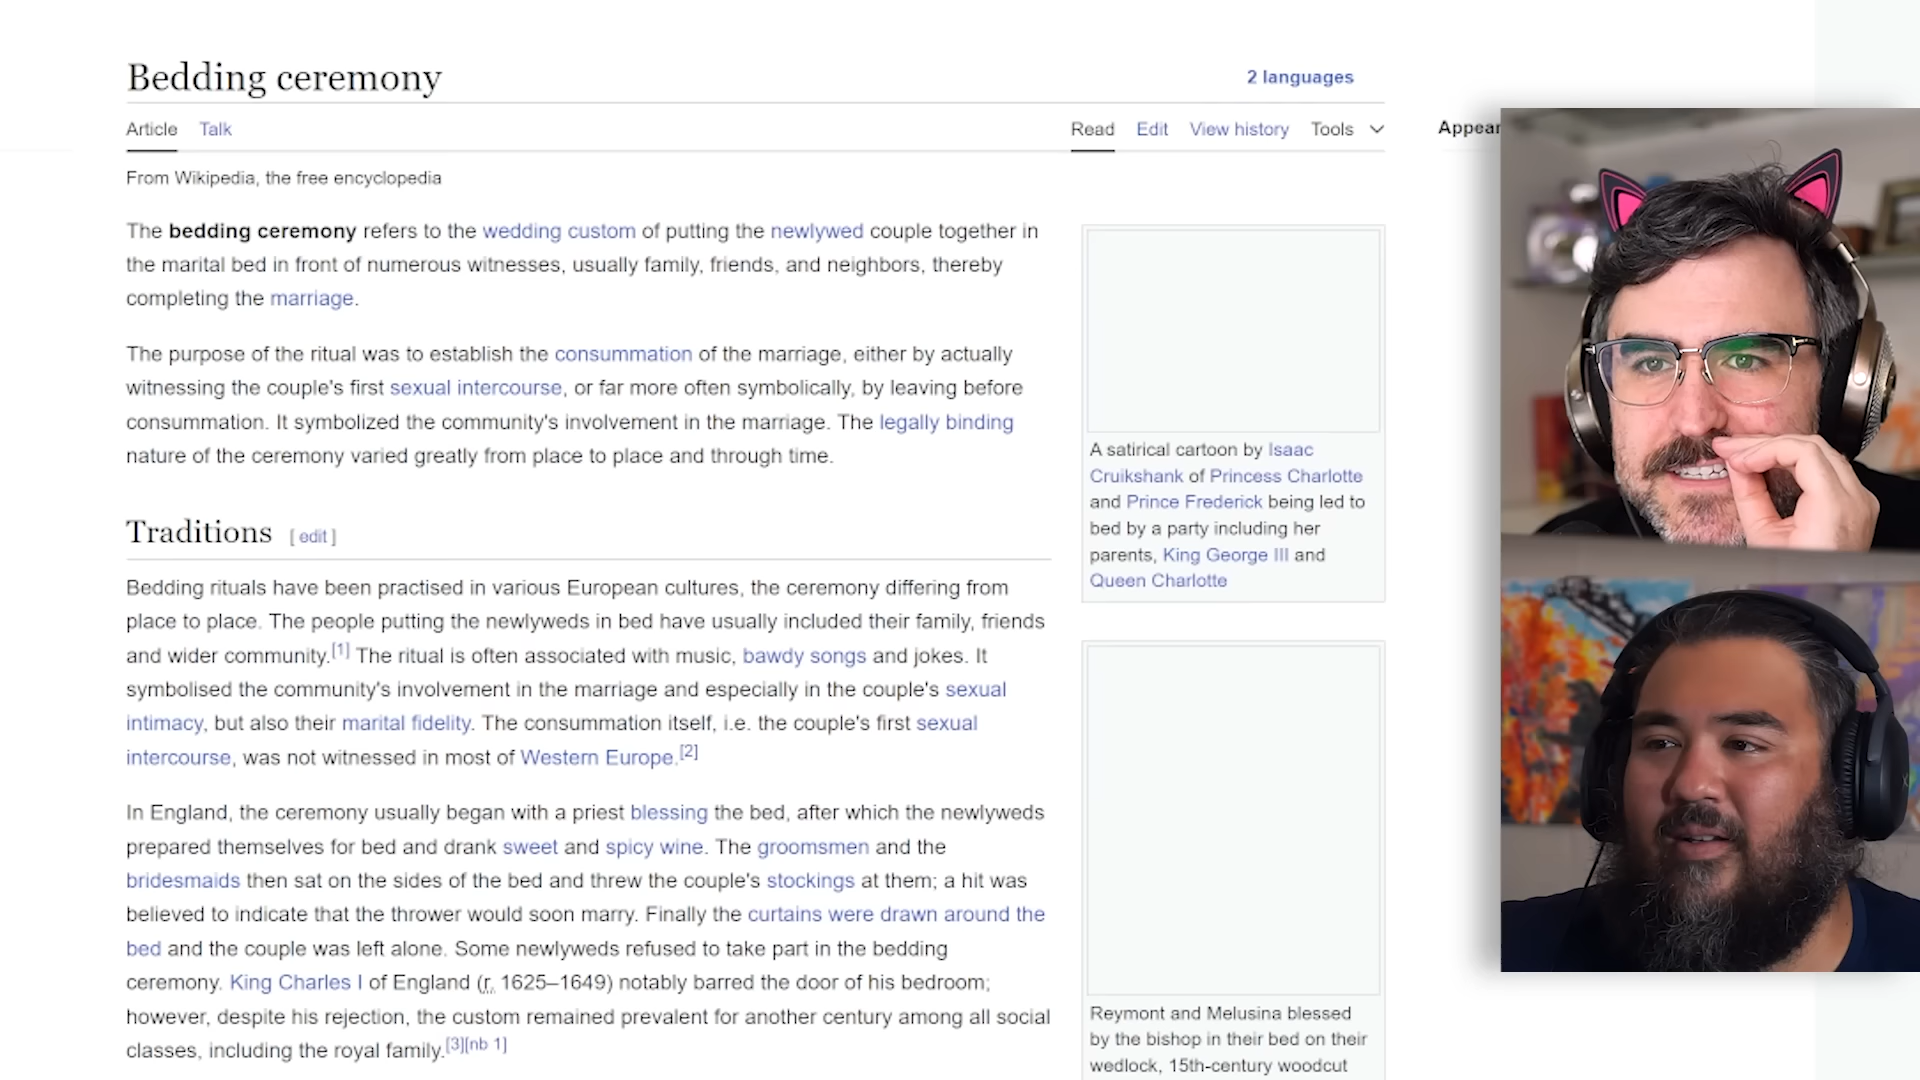 Bedding ceremony
2 languages
Article Talk
Read Edit View history Tools
Appear
From Wikipedia, the free encyclopedia
The bedding ceremony refers to the wedding custom of putting the newlywed couple together in
the marital bed in front of numerous witnesses, usually family, friends, and neighbors, thereby
completing the marriage.
The purpose of the ritual was to establish the consummation of the marriage, either by actually
witnessing the couple's first sexual intercourse, or far more often symbolically, by leaving before
consummation. It symbolized the community's involvement in the marriage. The legally binding
nature of the ceremony varied greatly from place to place and through time.
A satirical cartoon by Isaac
Cruikshank of Princess Charlotte
and Prince Frederick being led to
bed by a party including her
parents, King George III and
Queen Charlotte
Traditions [ edit ]
Bedding rituals have been practised in various European cultures, the ceremony differing from
place to place. The people putting the newlyweds in bed have usually included their family, friends
and wider community.[1] The ritual is often associated with music, bawdy songs and jokes. It
symbolised the community's involvement in the marriage and especially in the couple's sexual
intimacy, but also their marital fidelity. The consummation itself, i.e. the couple's first sexual
intercourse, was not witnessed in most of Western Europe.[2]
In England, the ceremony usually began with a priest blessing the bed, after which the newlyweds
prepared themselves for bed and drank sweet and spicy wine. The groomsmen and the
bridesmaids then sat on the sides of the bed and threw the couple's stockings at them; a hit was
believed to indicate that the thrower would soon marry. Finally the curtains were drawn around the
bed and the couple was left alone. Some newlyweds refused to take part in the bedding
ceremony. King Charles I of England (r. 1625–1649) notably barred the door of his bedroom;
however, despite his rejection, the custom remained prevalent for another century among all social
classes, including the royal family.[3][nb 1]
Reymont and Melusina blessed
by the bishop in their bed on their
wedlock, 15th-century woodcut